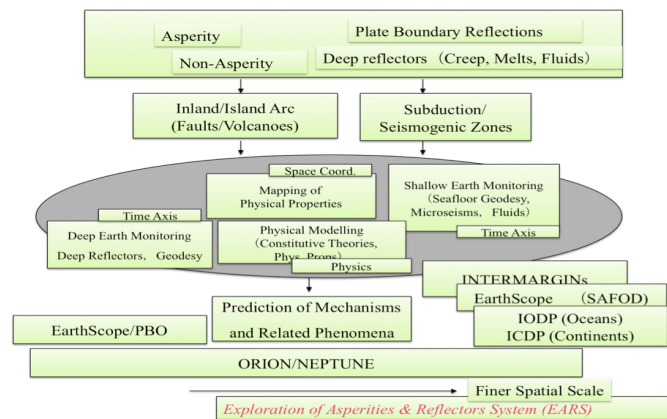 Asperity
Plate Boundary Reflections
Non-Asperity
Deep reflectors（Creep, Melts, Fluids）
Inland/Island Arc
(Faults/Volcanoes)
Subduction/
Seismogenic Zones
Space Coord.
Mapping of
Physical Properties
Shallow Earth Monitoring
（Seafloor Geodesy,
Microseisms， Fluids）
Time Axis
Time Axis
Deep Earth Monitoring
Deep Reflectors， Geodesy
Physical Modelling
（Constitutive Theories,
Phys. Props）
Physics
INTERMARGINs
EarthScope （SAFOD）
IODP (Oceans)
ICDP (Continents)
Prediction of Mechanisms
and Related Phenomena
EarthScope/PBO
ORION/NEPTUNE
Finer Spatial Scale
Exploration of Asperities & Reflectors System (EARS)